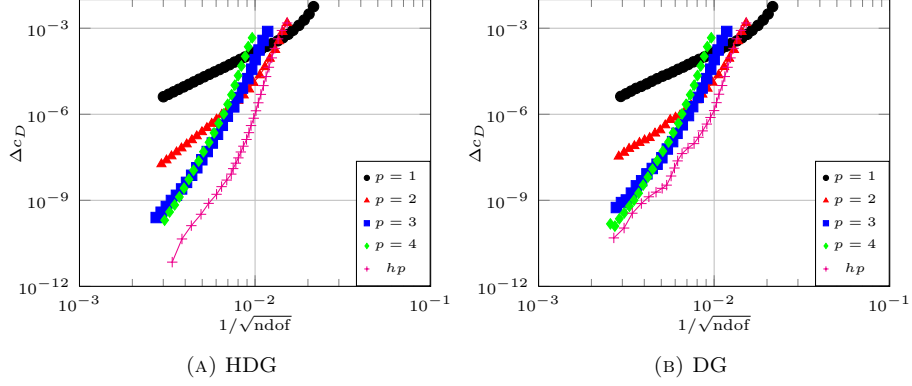 10⁻³
10⁻⁶
10⁻⁹
10⁻¹²
Δc_D
p = 1
p = 2
p = 3
p = 4
hp
10⁻³ 10⁻² 10⁻¹
1/√ndof
(A) HDG
10⁻³
10⁻⁶
10⁻⁹
10⁻¹²
Δc_D
p = 1
p = 2
p = 3
p = 4
hp
10⁻³ 10⁻² 10⁻¹
1/√ndof
(B) DG